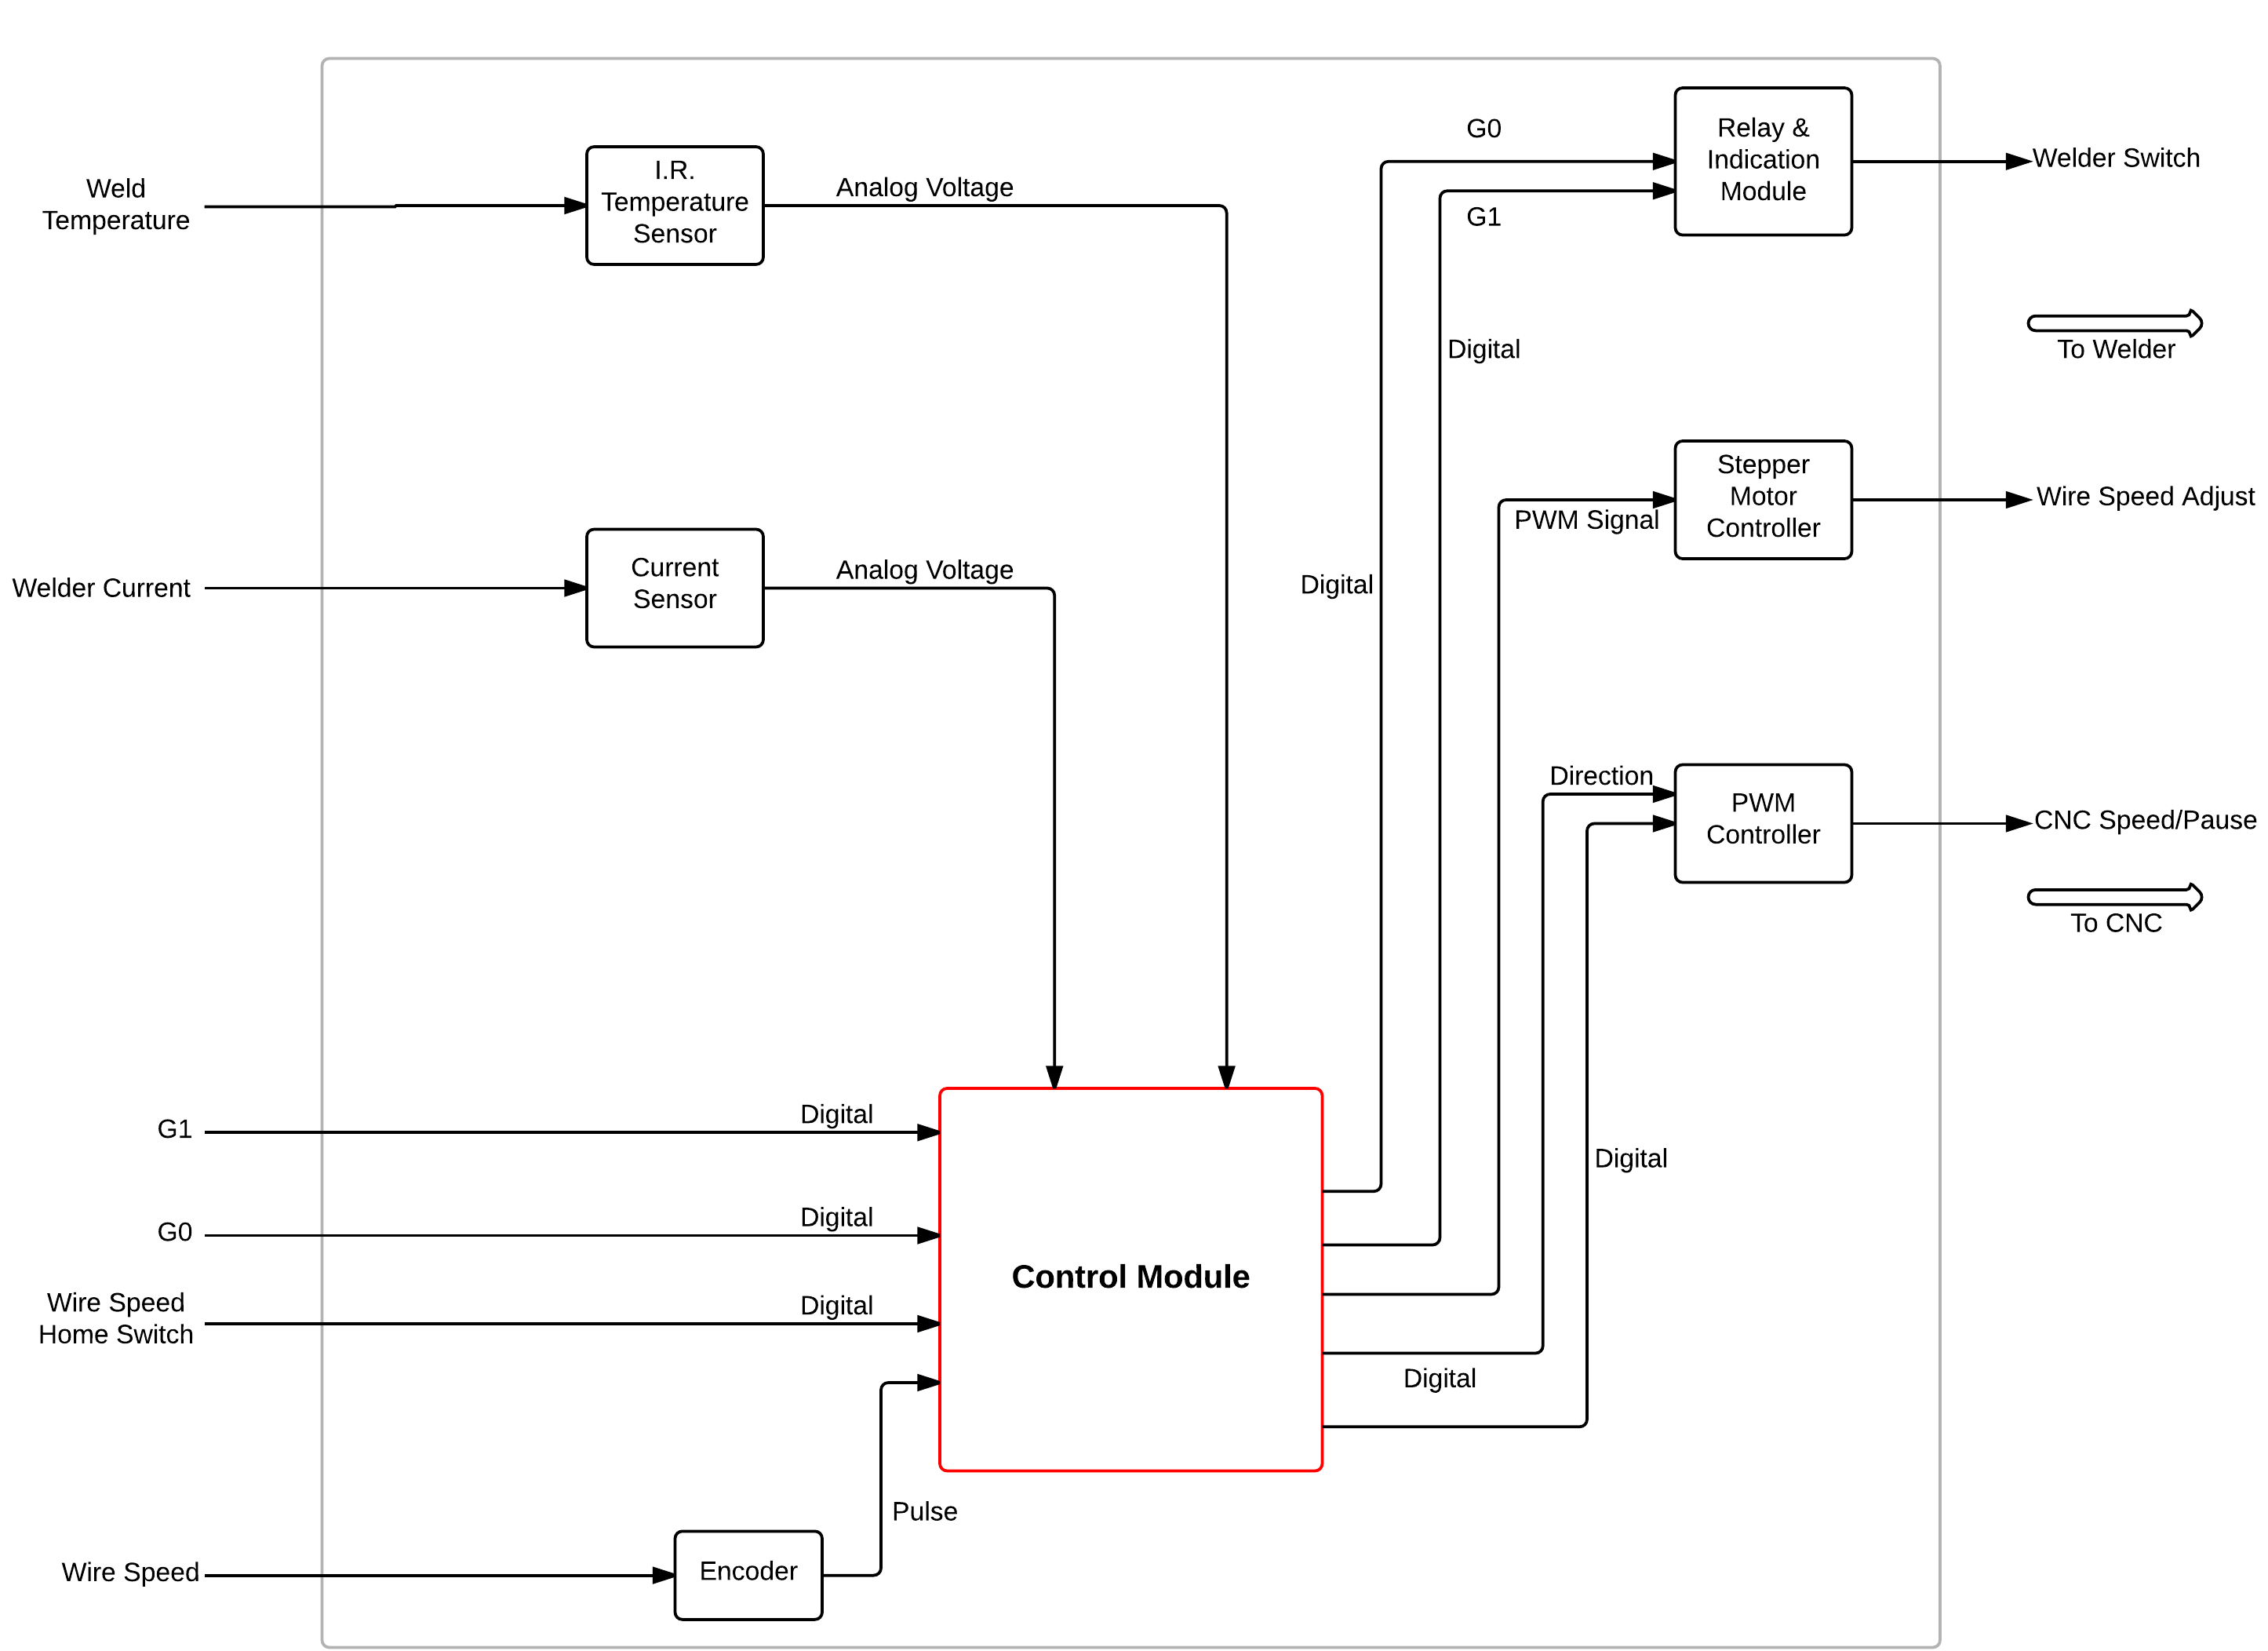 Weld
Temperature
I.R.
Temperature
Sensor
Analog Voltage
G0
G1
Relay &
Indication
Module
Welder Switch
To Welder
Digital
Welder Current
Current
Sensor
Analog Voltage
Digital
PWM Signal
Stepper
Motor
Controller
Wire Speed Adjust
Direction
PWM
Controller
CNC Speed/Pause
To CNC
G1
Digital
G0
Digital
Wire Speed
Home Switch
Digital
Control Module
Digital
Digital
Pulse
Wire Speed
Encoder